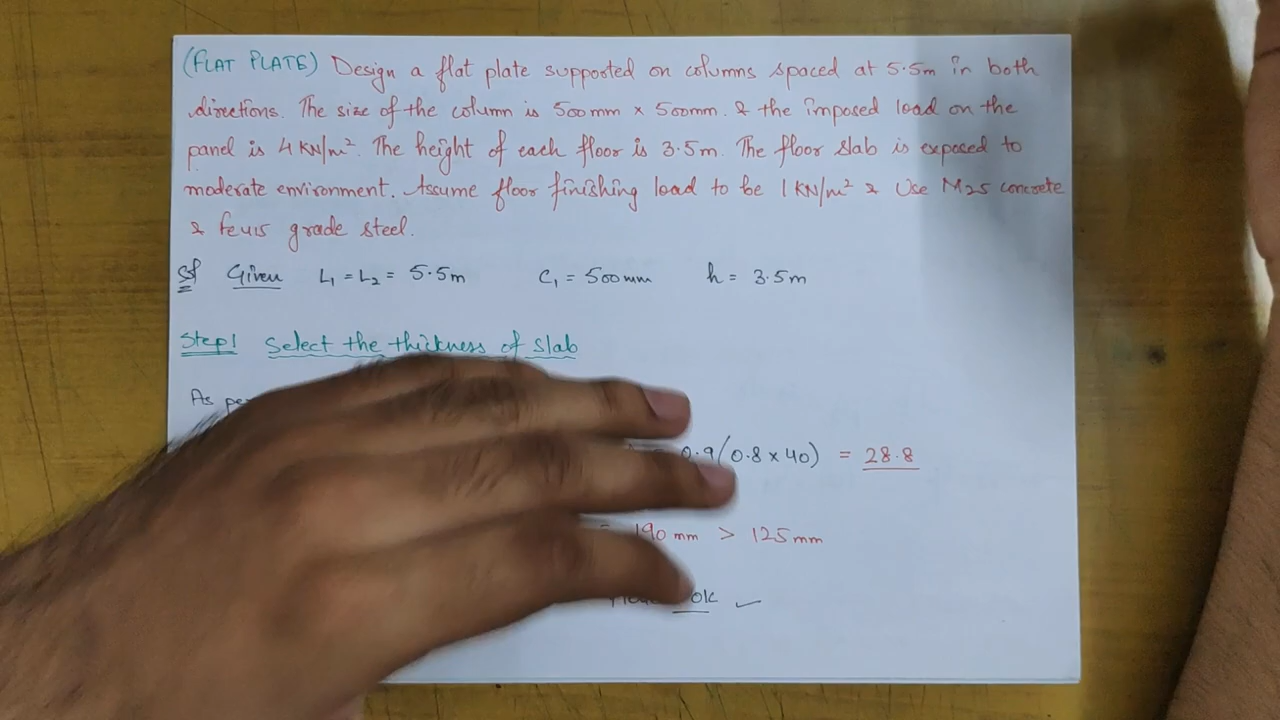 (FLAT PLATE) Design a flat plate supported on columns spaced at 5.5m in both
directions. The size of the column is 500mm x 500mm. & the imposed load on the
panel is 4 KN/m². The height of each floor is 3.5m. The floor slab is exposed to
moderate environment. Assume floor finishing load to be 1 KN/m² & Use M25 concrete
& fe415 grade steel.
Sol Given L₁ = L₂ = 5.5m C₁ = 500mm h = 3.5m
Step1 Select the thickness of slab
As
0.9(0.8 x 40) = 28.8
190 mm > 125 mm
ok ✓